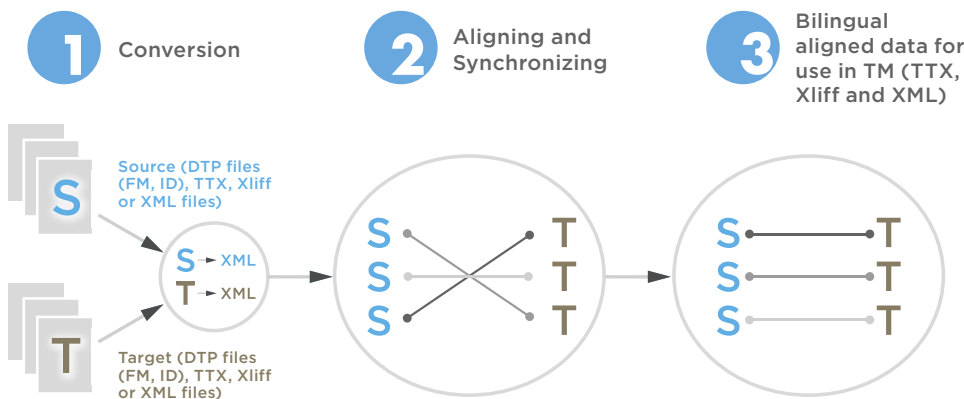 1 Conversion
2 Aligning and
Synchronizing
3 Bilingual
aligned data for
use in TM (TTX,
Xliff and XML)
S
Source (DTP files
(FM, ID), TTX, Xliff
or XML files)
S XML
T XML
T
Target (DTP files
(FM, ID), TTX, Xliff
or XML files)
S T
S T
S T
S T
S T
S T